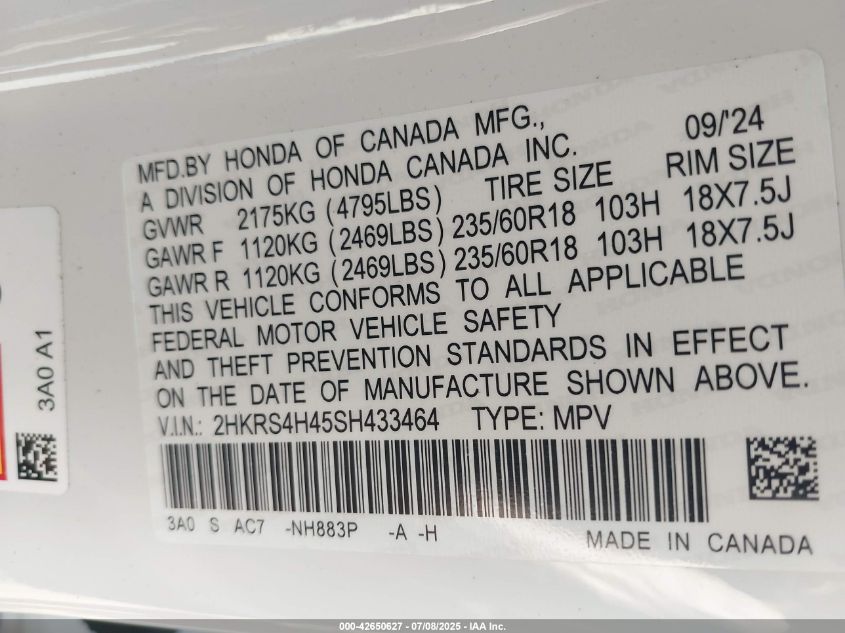 MFD.BY HONDA OF CANADA MFG., 09/'24
A DIVISION OF HONDA CANADA INC.
TIRE SIZE RIM SIZE
GVWR 2175KG (4795LBS)
GAWR F 1120KG (2469LBS) 235/60R18 103H 18X7.5J
GAWR R 1120KG (2469LBS) 235/60R18 103H 18X7.5J
THIS VEHICLE CONFORMS TO ALL APPLICABLE
FEDERAL MOTOR VEHICLE SAFETY
AND THEFT PREVENTION STANDARDS IN EFFECT
ON THE DATE OF MANUFACTURE SHOWN ABOVE.
V.I.N.: 2HKRS4H45SH433464 TYPE: MPV
3A0 S AC7 -NH883P -A -H
MADE IN CANADA
3A0 A1
000-42650627 - 07/08/2025 - IAA Inc.